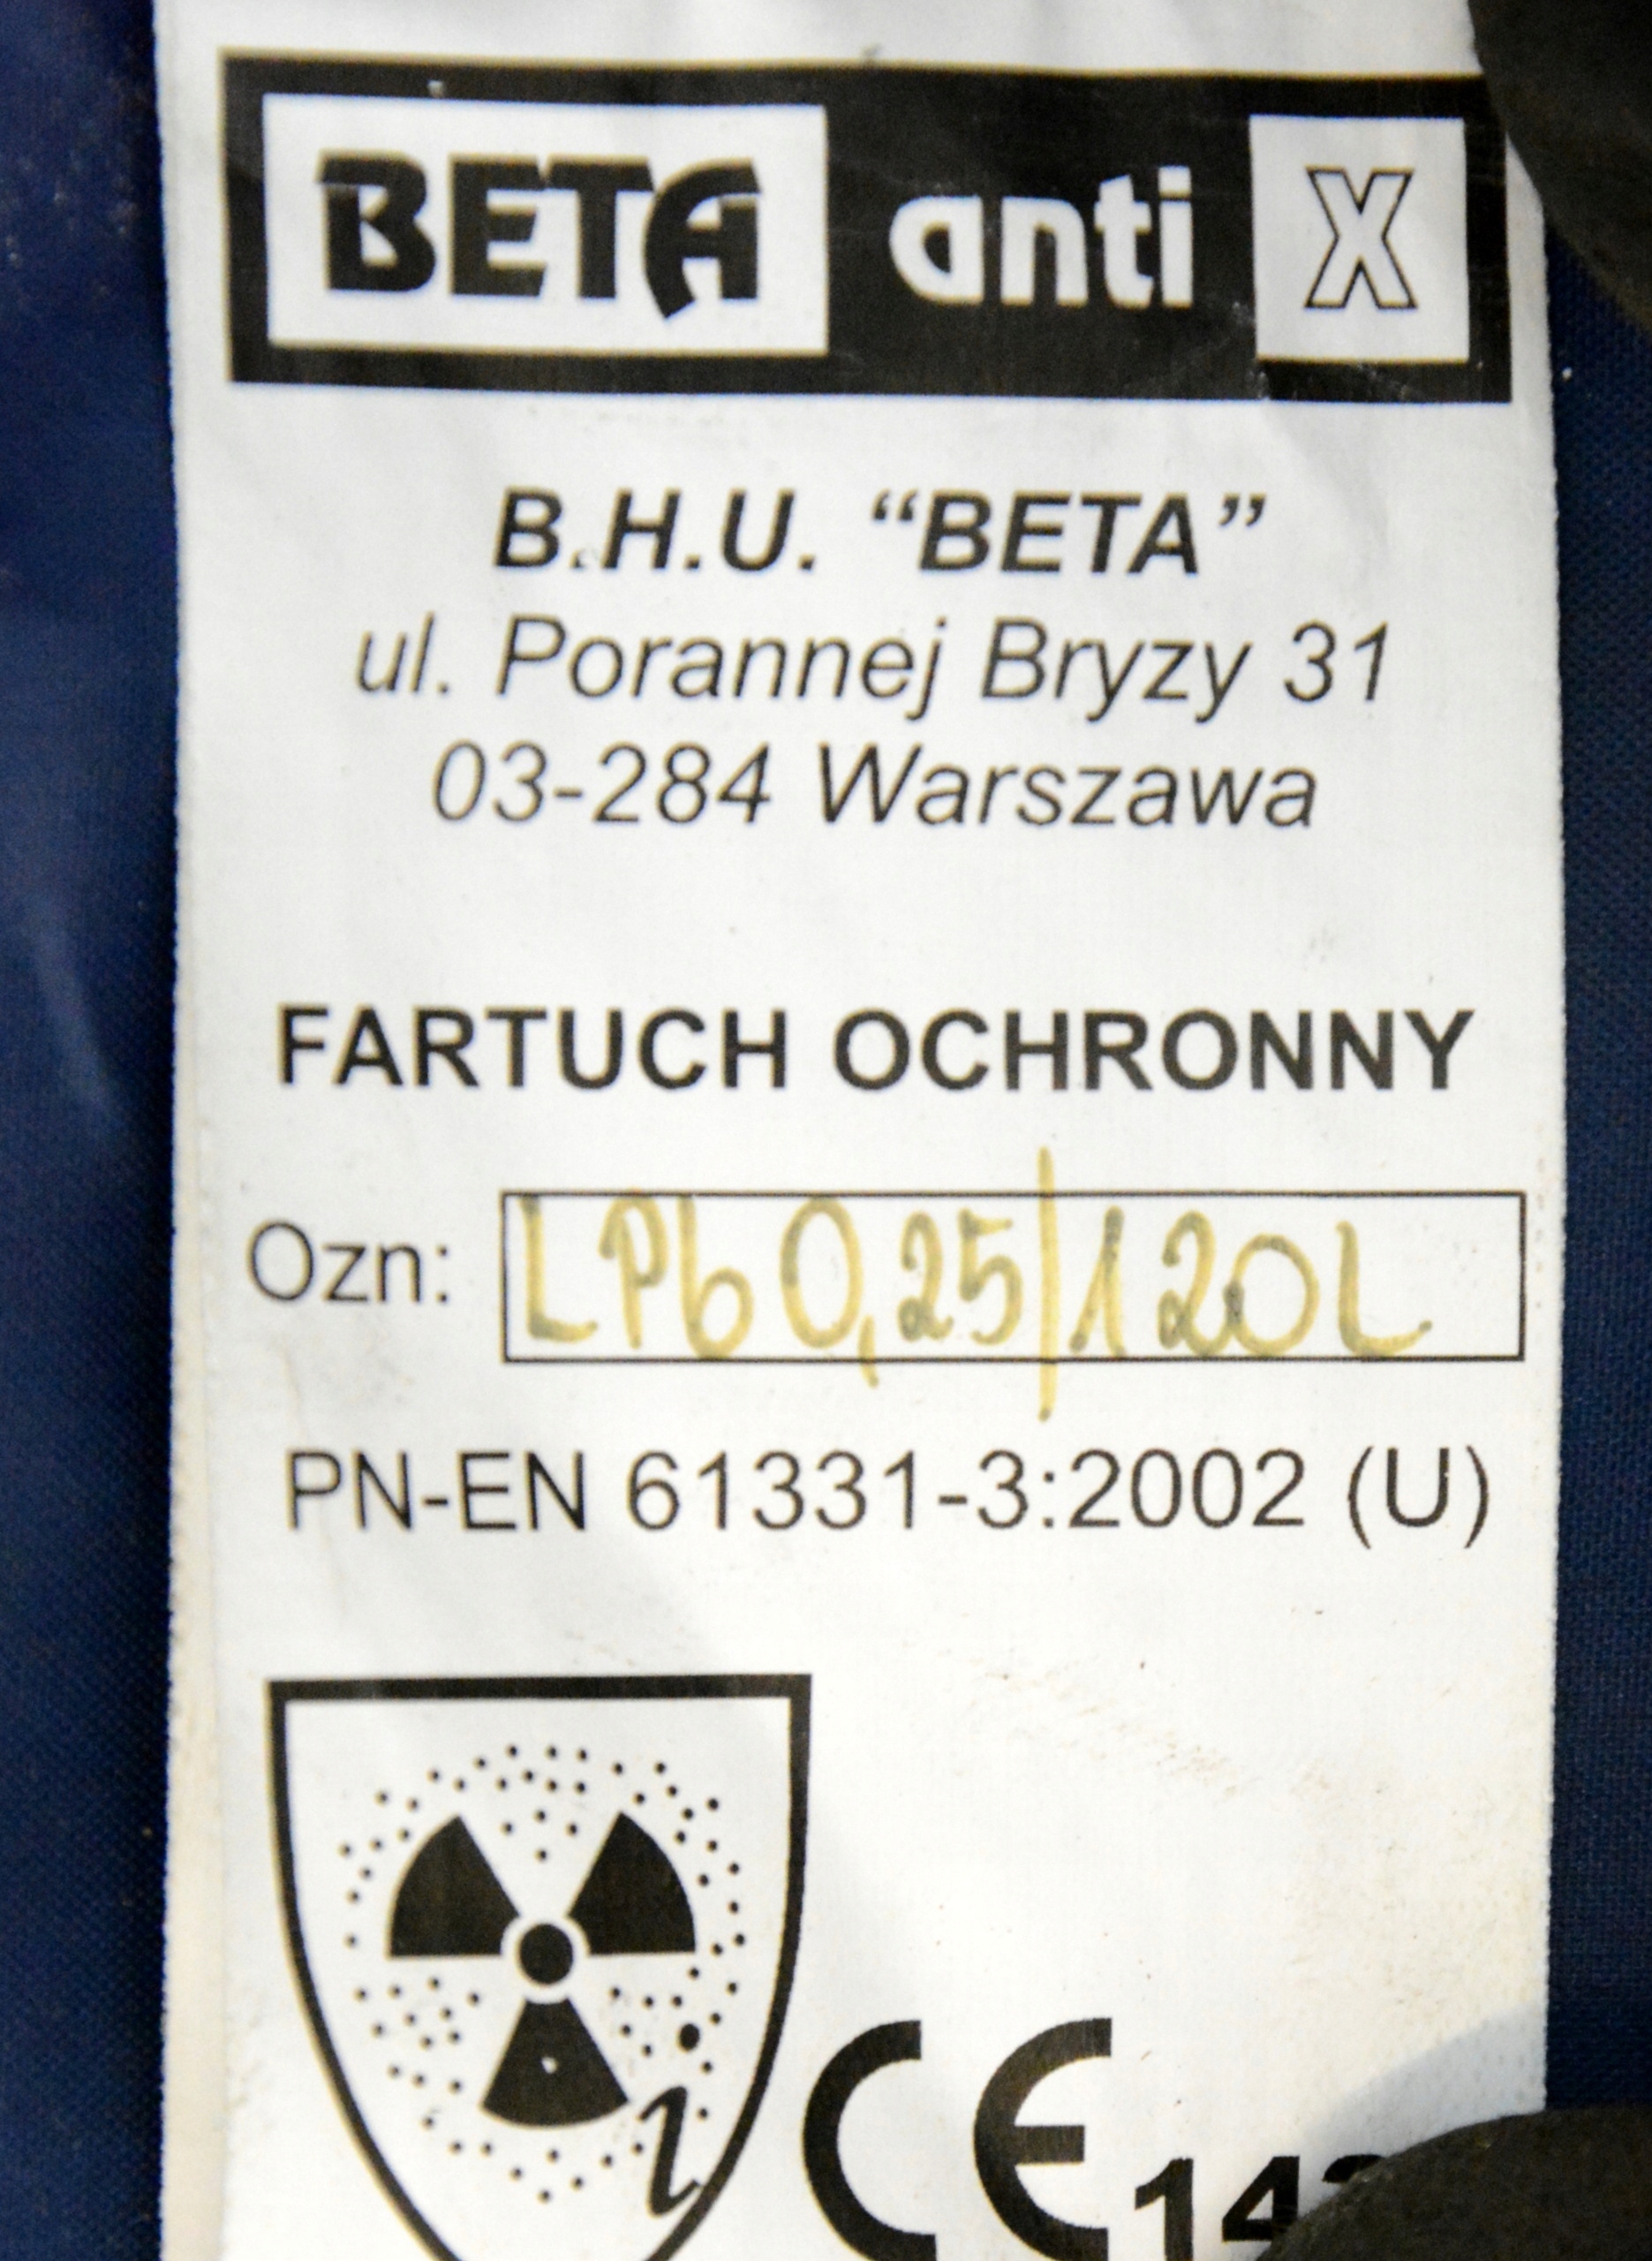 BETA anti X
B.H.U. “BETA”
ul. Porannej Bryzy 31
03-284 Warszawa
FARTUCH OCHRONNY
Ozn: LPb 0,25/120L
PN-EN 61331-3:2002 (U)
i
CE